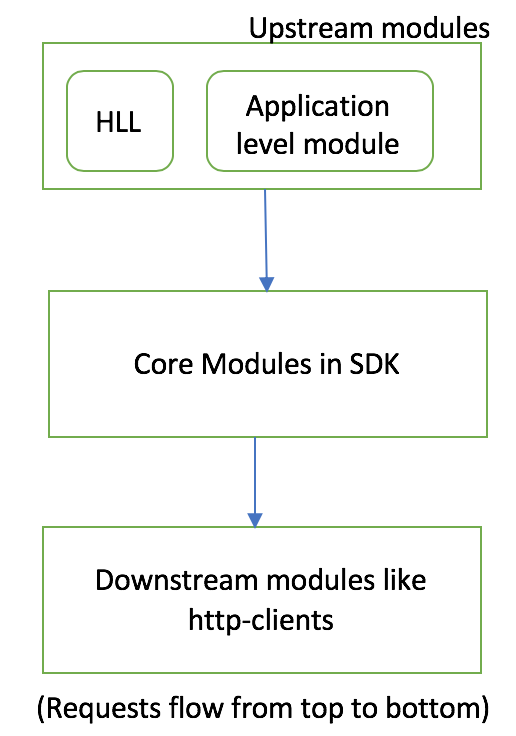 Upstream modules
HLL
Application
level module
Core Modules in SDK
Downstream modules like
http-clients
(Requests flow from top to bottom)